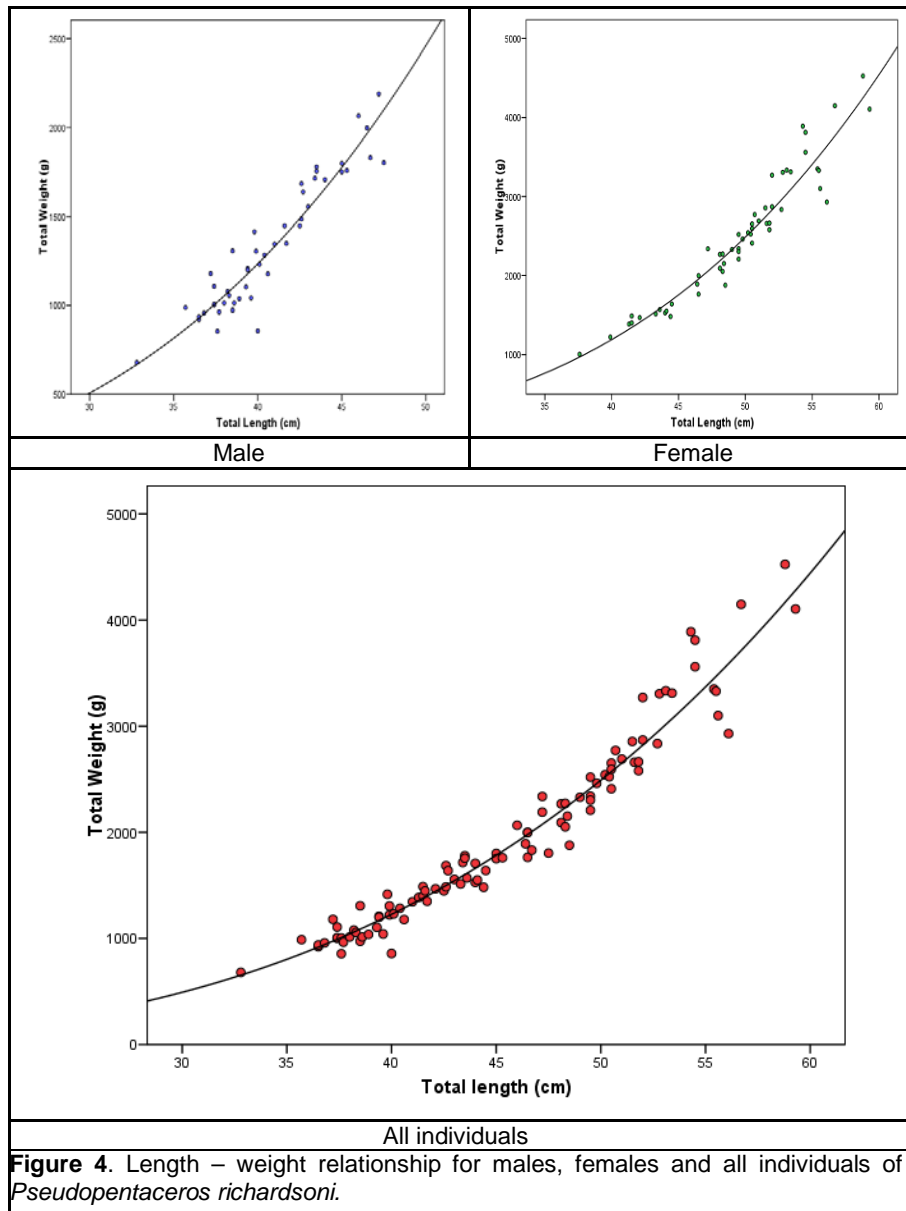 2500
2000
1500
1000
500
Total Weight (g)
30 35 40 45 50
Total Length (cm)
Male
5000
4000
3000
2000
1000
Total Weight (g)
35 40 45 50 55 60
Total Length (cm)
Female
5000
4000
3000
2000
1000
0
Total Weight (g)
30 35 40 45 50 55 60
Total length (cm)
All individuals
Figure 4. Length – weight relationship for males, females and all individuals of
Pseudopentaceros richardsoni.